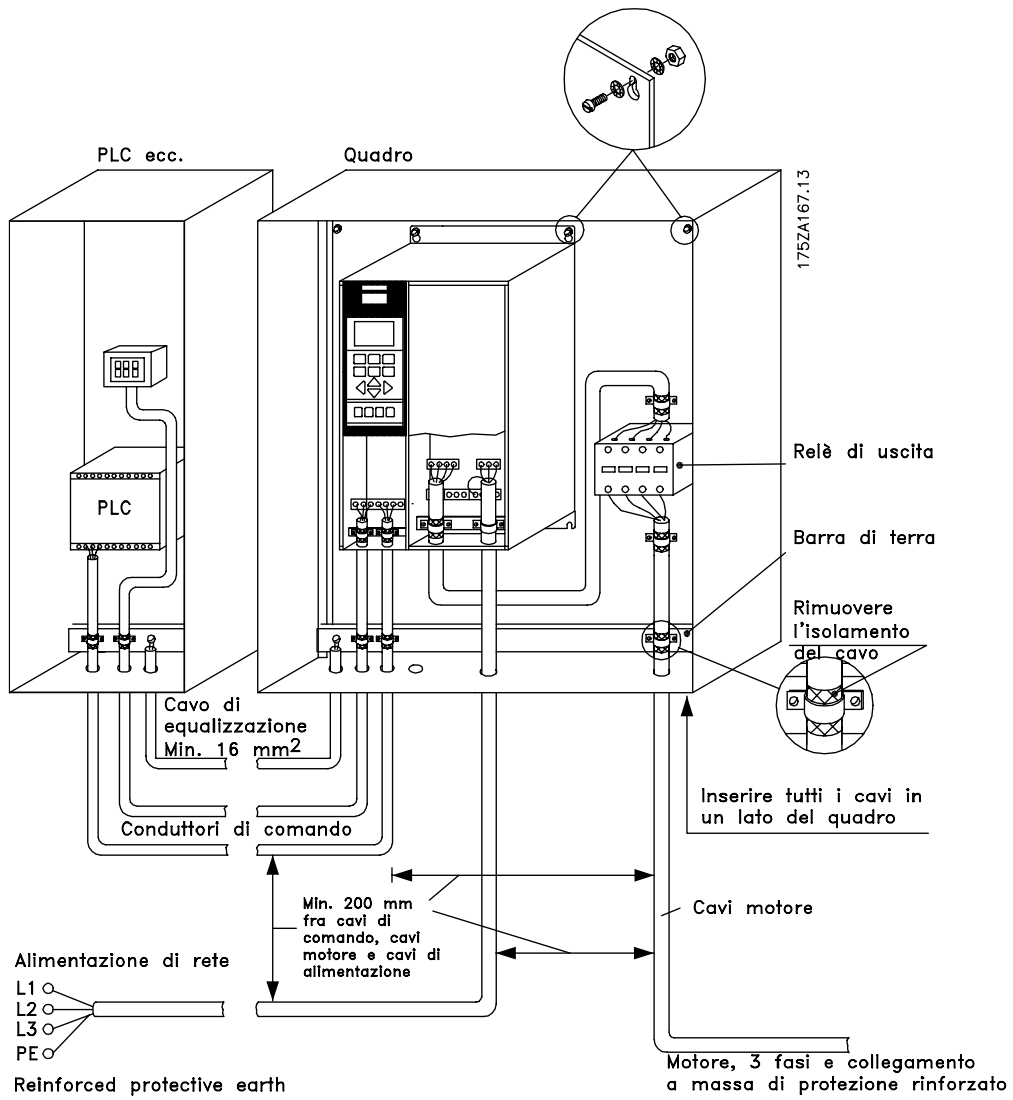 PLC ecc.
Quadro
175ZA167.13
PLC
Relè di uscita
Barra di terra
Rimuovere
l'isolamento
del cavo
Cavo di
equalizzazione
Min. 16 mm2
Inserire tutti i cavi in
un lato del quadro
Conduttori di comando
Min. 200 mm
fra cavi di
comando, cavi
motore e cavi di
alimentazione
Cavi motore
Alimentazione di rete
L1
L2
L3
PE
Reinforced protective earth
Motore, 3 fasi e collegamento
a massa di protezione rinforzato